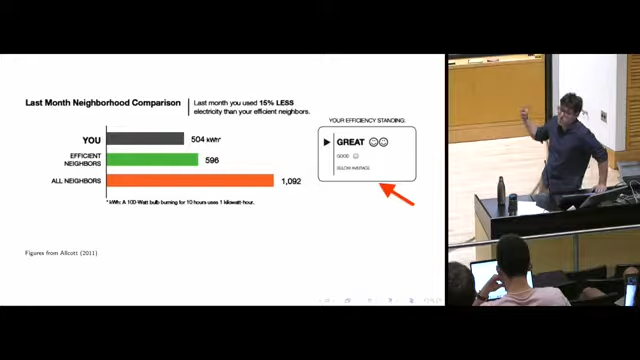 Last Month Neighborhood Comparison
Last month you used 15% LESS
electricity than your efficient neighbors.
YOUR EFFICIENCY STANDING:
YOU
504 kWh*
GREAT
EFFICIENT
NEIGHBORS
596
GOOD
BELOW AVERAGE
ALL NEIGHBORS
1,092
* kWh: A 100-Watt bulb burning for 10 hours uses 1 kilowatt-hour.
Figures from Allcott (2011)